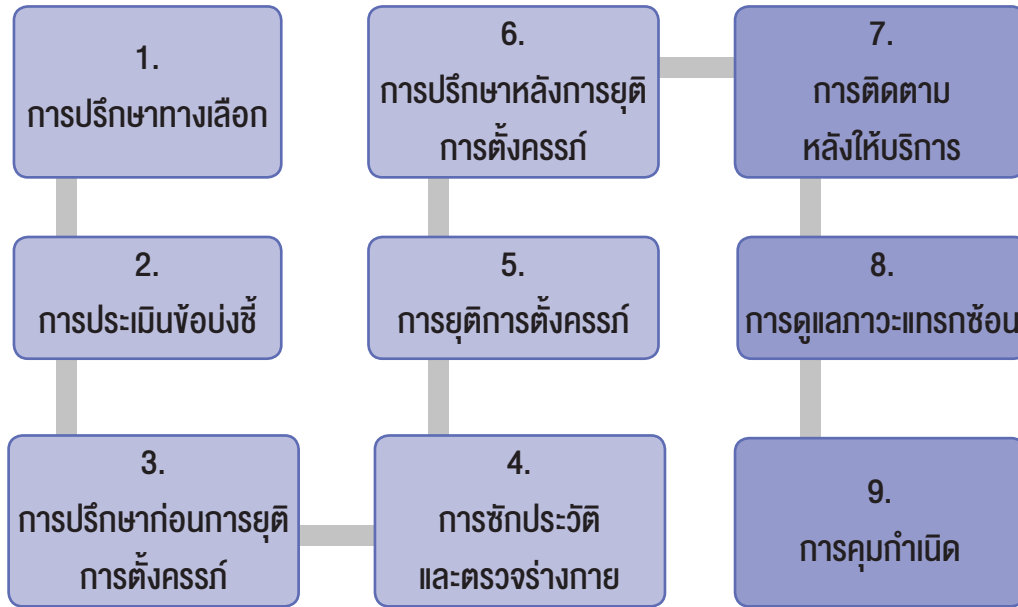 1.
การปรึกษาทางเลือก
2.
การประเมินข้อบ่งชี้
3.
การปรึกษาก่อนการยุติ
การตั้งครรภ์
4.
การซักประวัติ
และตรวจร่างกาย
5.
การยุติการตั้งครรภ์
6.
การปรึกษาหลังการยุติ
การตั้งครรภ์
7.
การติดตาม
หลังให้บริการ
8.
การดูแลภาวะแทรกซ้อน
9.
การคุมกำเนิด